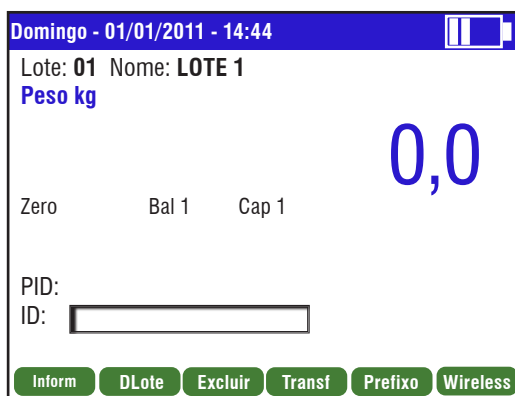 Domingo - 01/01/2011 - 14:44
Lote: 01 Nome: LOTE 1
Peso kg
0,0
Zero Bal 1 Cap 1
PID:
ID:
Inform DLote Excluir Transf Prefixo Wireless